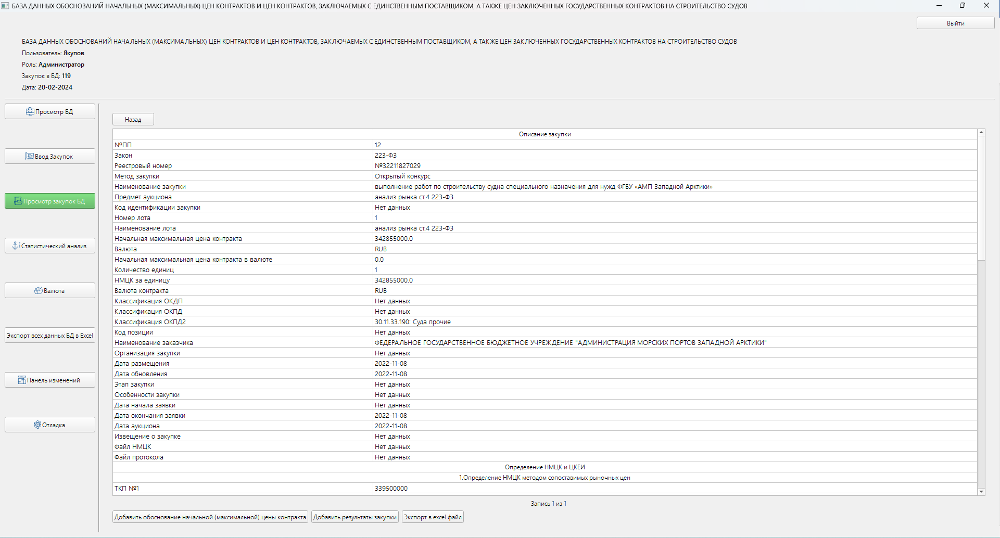 БАЗА ДАННЫХ ОБОСНОВАНИЙ НАЧАЛЬНЫХ (МАКСИМАЛЬНЫХ) ЦЕН КОНТРАКТОВ И ЦЕН КОНТРАКТОВ, ЗАКЛЮЧАЕМЫХ С ЕДИНСТВЕННЫМ ПОСТАВЩИКОМ, А ТАКЖЕ ЦЕН ЗАКЛЮЧЕННЫХ ГОСУДАРСТВЕННЫХ КОНТРАКТОВ НА СТРОИТЕЛЬСТВО СУДОВ
Выйти
БАЗА ДАННЫХ ОБОСНОВАНИЙ НАЧАЛЬНЫХ (МАКСИМАЛЬНЫХ) ЦЕН КОНТРАКТОВ И ЦЕН КОНТРАКТОВ, ЗАКЛЮЧАЕМЫХ С ЕДИНСТВЕННЫМ ПОСТАВЩИКОМ, А ТАКЖЕ ЦЕН ЗАКЛЮЧЕННЫХ ГОСУДАРСТВЕННЫХ КОНТРАКТОВ НА СТРОИТЕЛЬСТВО СУДОВ
Пользователь: Якупов
Роль: Администратор
Закупок в БД: 119
Дата: 20-02-2024
Просмотр БД
Ввод Закупок
Просмотр закупок БД
Статистический анализ
Валюта
Экспорт всех данных БД в Excel
Панель изменений
Отладка
Назад
Описание закупки
№ПП 12
Закон 223-ФЗ
Реестровый номер №32211827029
Метод закупки Открытый конкурс
Наименование закупки выполнение работ по строительству судна специального назначения для нужд ФГБУ «АМП Западной Арктики»
Предмет аукциона анализ рынка ст.4 223-ФЗ
Код идентификации закупки Нет данных
Номер лота 1
Наименование лота анализ рынка ст.4 223-ФЗ
Начальная максимальная цена контракта 342855000.0
Валюта RUB
Начальная максимальная цена контракта в валюте 0.0
Количество единиц 1
НМЦК за единицу 342855000.0
Валюта контракта RUB
Классификация ОКДП Нет данных
Классификация ОКПД Нет данных
Классификация ОКПД2 30.11.33.190: Суда прочие
Код позиции Нет данных
Наименование заказчика ФЕДЕРАЛЬНОЕ ГОСУДАРСТВЕННОЕ БЮДЖЕТНОЕ УЧРЕЖДЕНИЕ "АДМИНИСТРАЦИЯ МОРСКИХ ПОРТОВ ЗАПАДНОЙ АРКТИКИ"
Организация закупки Нет данных
Дата размещения 2022-11-08
Дата обновления 2022-11-08
Этап закупки Нет данных
Особенности закупки Нет данных
Дата начала заявки Нет данных
Дата окончания заявки 2022-11-08
Дата аукциона 2022-11-08
Извещение о закупке Нет данных
Файл НМЦК Нет данных
Файл протокола Нет данных
Определение НМЦК и ЦКЕИ
1.Определение НМЦК методом сопоставимых рыночных цен
ТКП №1 339500000
Запись 1 из 1
Добавить обоснование начальной (максимальной) цены контракта
Добавить результаты закупки
Экспорт в excel файл